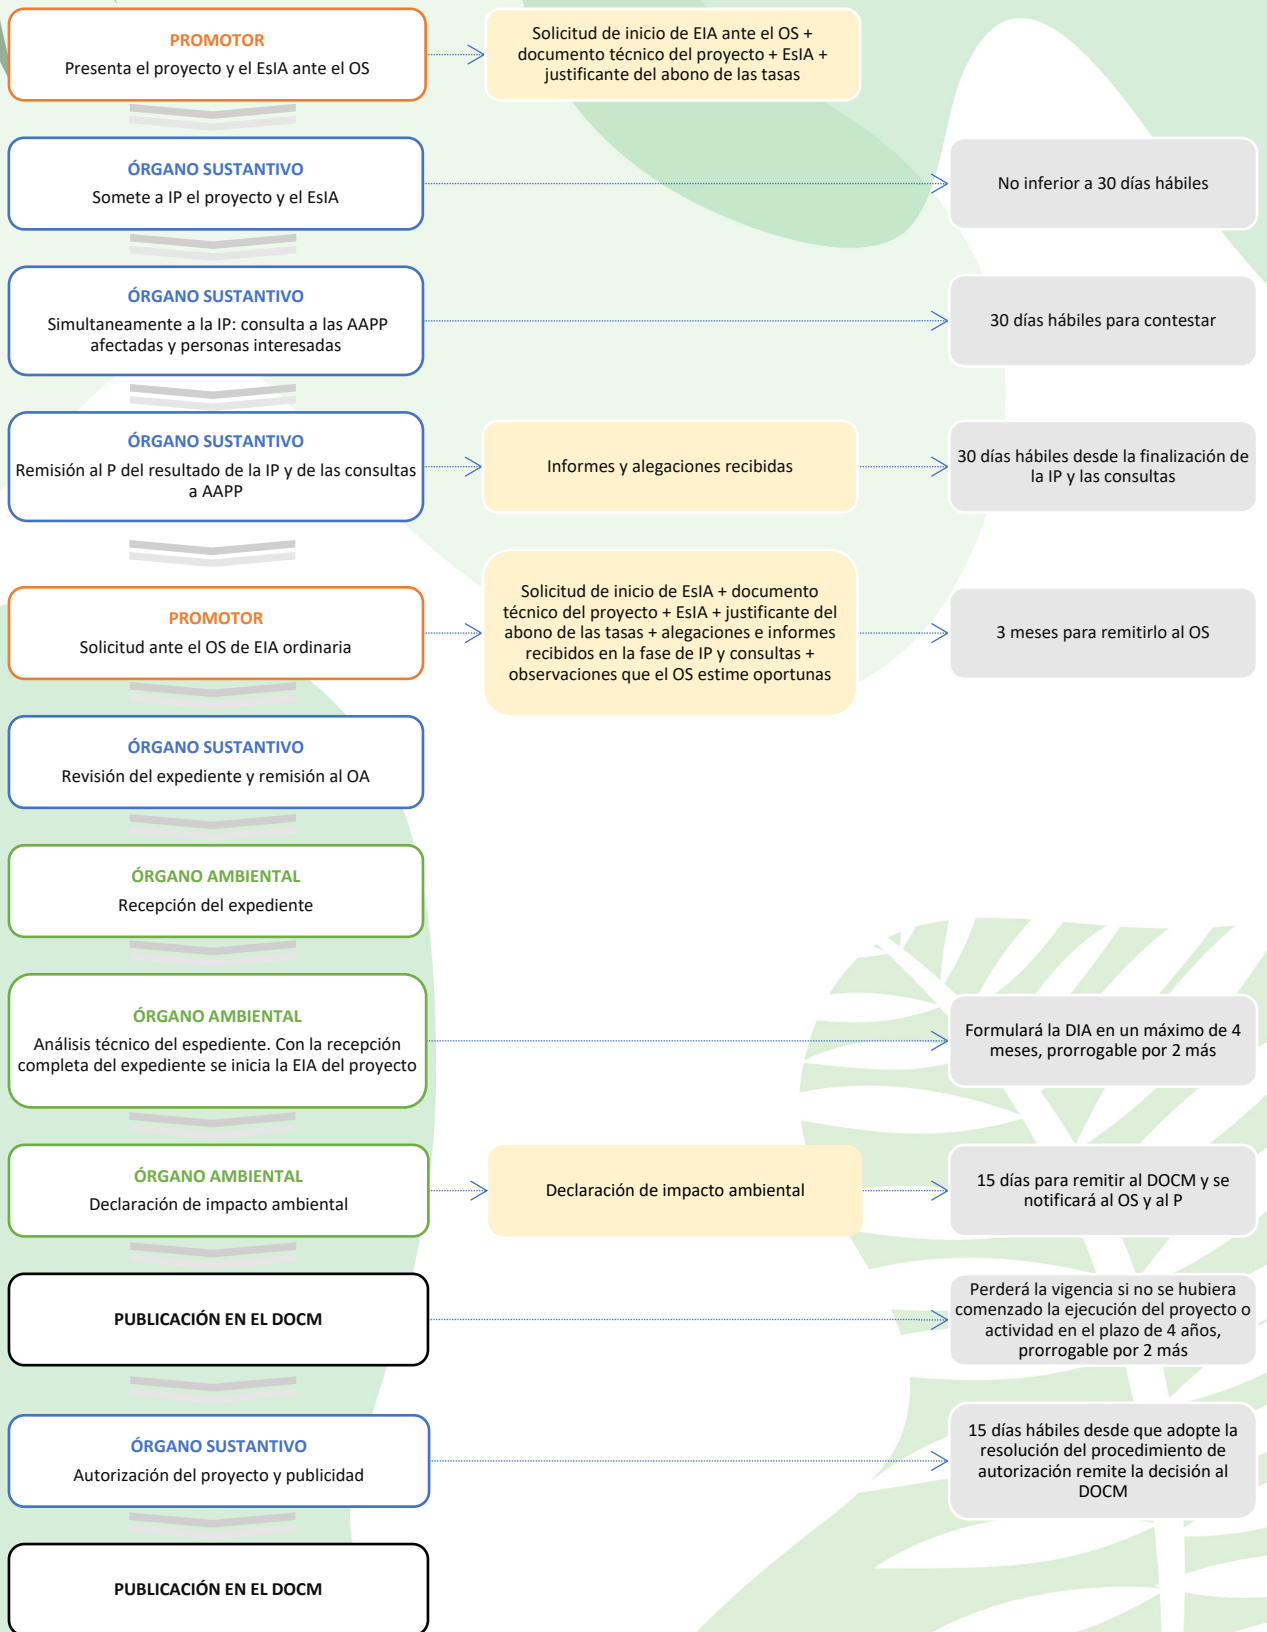 PROMOTOR
Presenta el proyecto y el EsIA ante el OS
Solicitud de inicio de EIA ante el OS +
documento técnico del proyecto + EsIA +
justificante del abono de las tasas
ÓRGANO SUSTANTIVO
Somete a IP el proyecto y el EsIA
No inferior a 30 días hábiles
ÓRGANO SUSTANTIVO
Simultaneamente a la IP: consulta a las AAPP
afectadas y personas interesadas
30 días hábiles para contestar
ÓRGANO SUSTANTIVO
Remisión al P del resultado de la IP y de las consultas
a AAPP
Informes y alegaciones recibidas
30 días hábiles desde la finalización de
la IP y las consultas
PROMOTOR
Solicitud ante el OS de EIA ordinaria
Solicitud de inicio de EsIA + documento
técnico del proyecto + EsIA + justificante del
abono de las tasas + alegaciones e informes
recibidos en la fase de IP y consultas +
observaciones que el OS estime oportunas
3 meses para remitirlo al OS
ÓRGANO SUSTANTIVO
Revisión del expediente y remisión al OA
ÓRGANO AMBIENTAL
Recepción del expediente
ÓRGANO AMBIENTAL
Análisis técnico del espediente. Con la recepción
completa del expediente se inicia la EIA del proyecto
Formulará la DIA en un máximo de 4
meses, prorrogable por 2 más
ÓRGANO AMBIENTAL
Declaración de impacto ambiental
Declaración de impacto ambiental
15 días para remitir al DOCM y se
notificará al OS y al P
PUBLICACIÓN EN EL DOCM
Perderá la vigencia si no se hubiera
comenzado la ejecución del proyecto o
actividad en el plazo de 4 años,
prorrogable por 2 más
ÓRGANO SUSTANTIVO
Autorización del proyecto y publicidad
15 días hábiles desde que adopte la
resolución del procedimiento de
autorización remite la decisión al
DOCM
PUBLICACIÓN EN EL DOCM